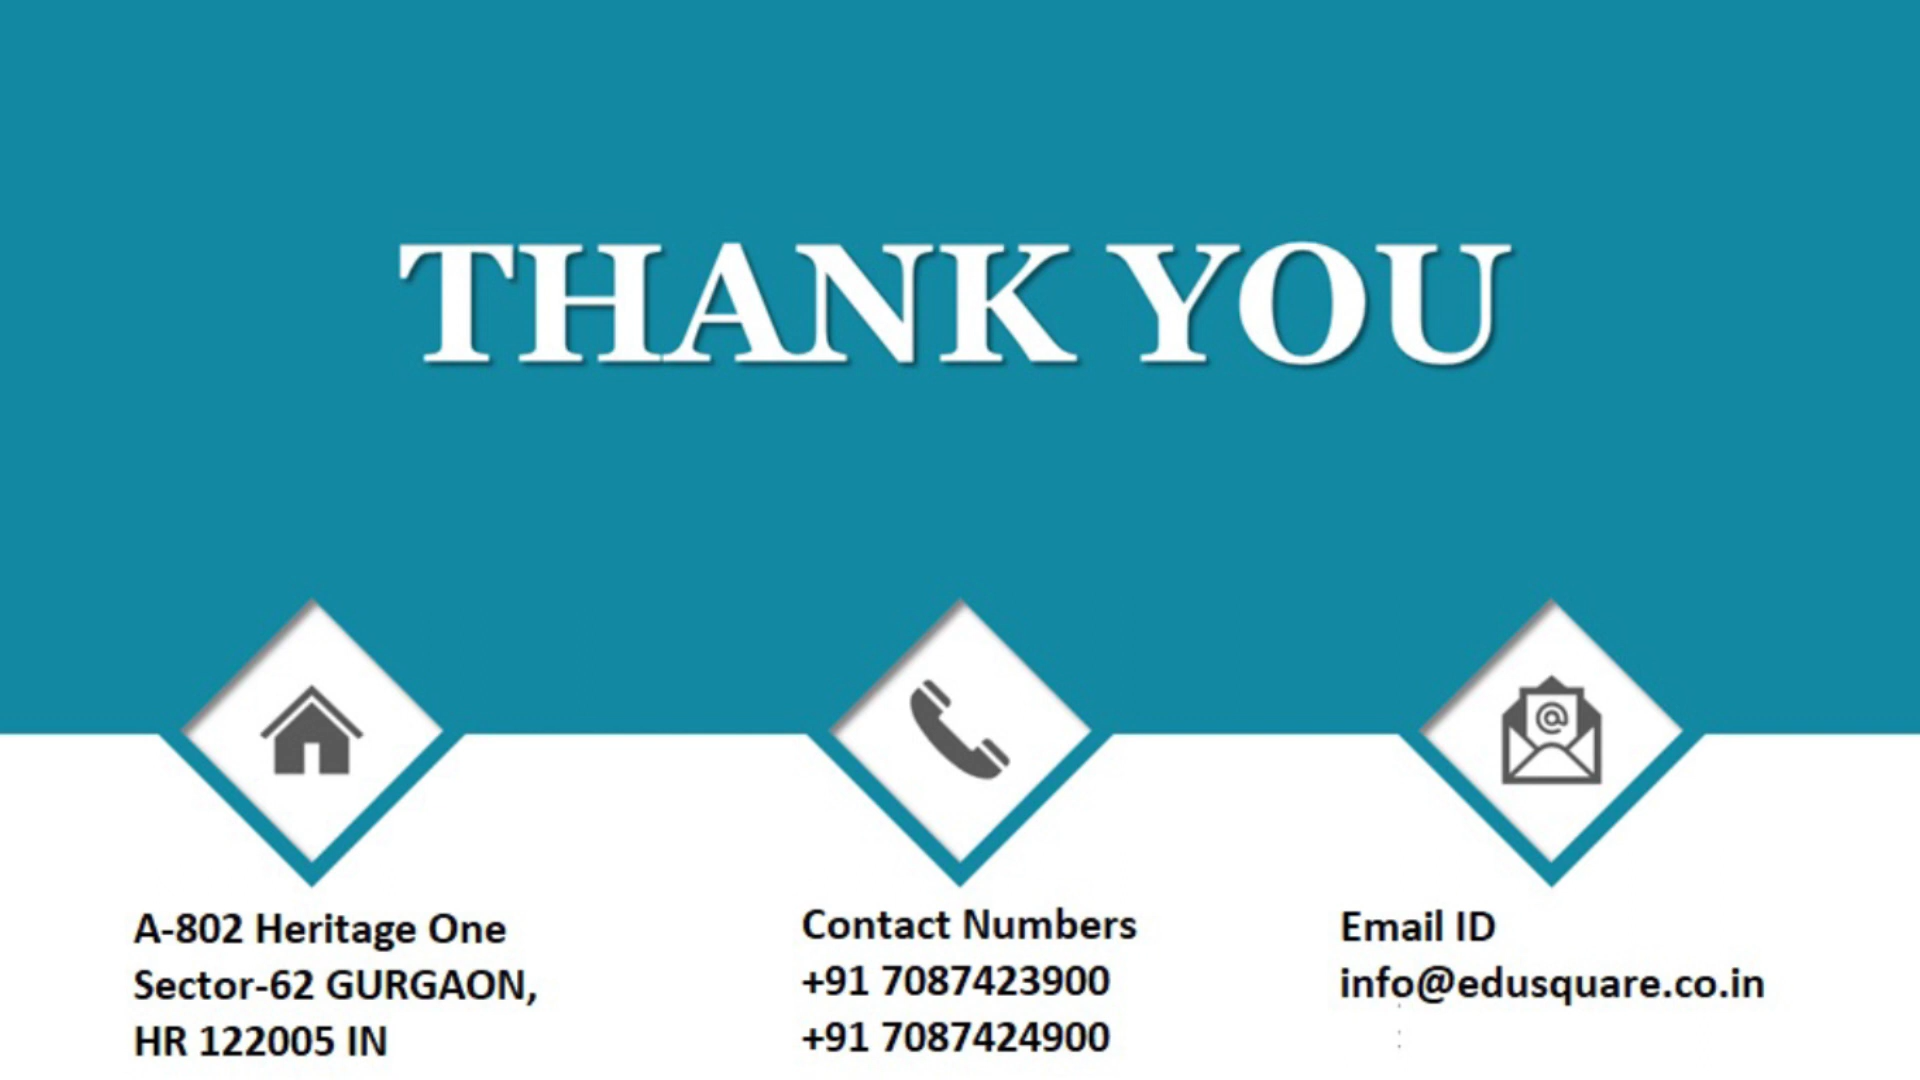 THANK YOU
A-802 Heritage One
Sector-62 GURGAON,
HR 122005 IN
Contact Numbers
+91 7087423900
+91 7087424900
Email ID
info@edusquare.co.in